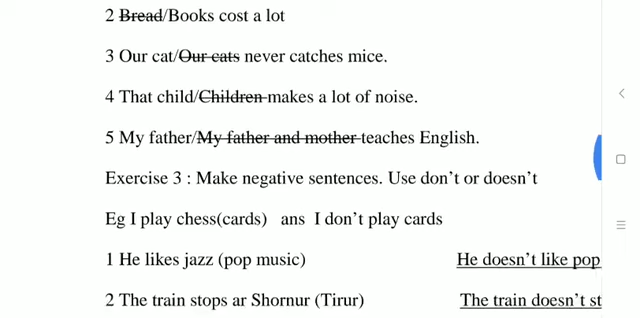 2 Bread/Books cost a lot
3 Our cat/Our cats never catches mice.
4 That child/Children makes a lot of noise.
5 My father/My father and mother teaches English.
Exercise 3 : Make negative sentences. Use don’t or doesn’t
Eg I play chess(cards) ans I don’t play cards
1 He likes jazz (pop music) He doesn’t like pop
2 The train stops ar Shornur (Tirur) The train doesn’t st